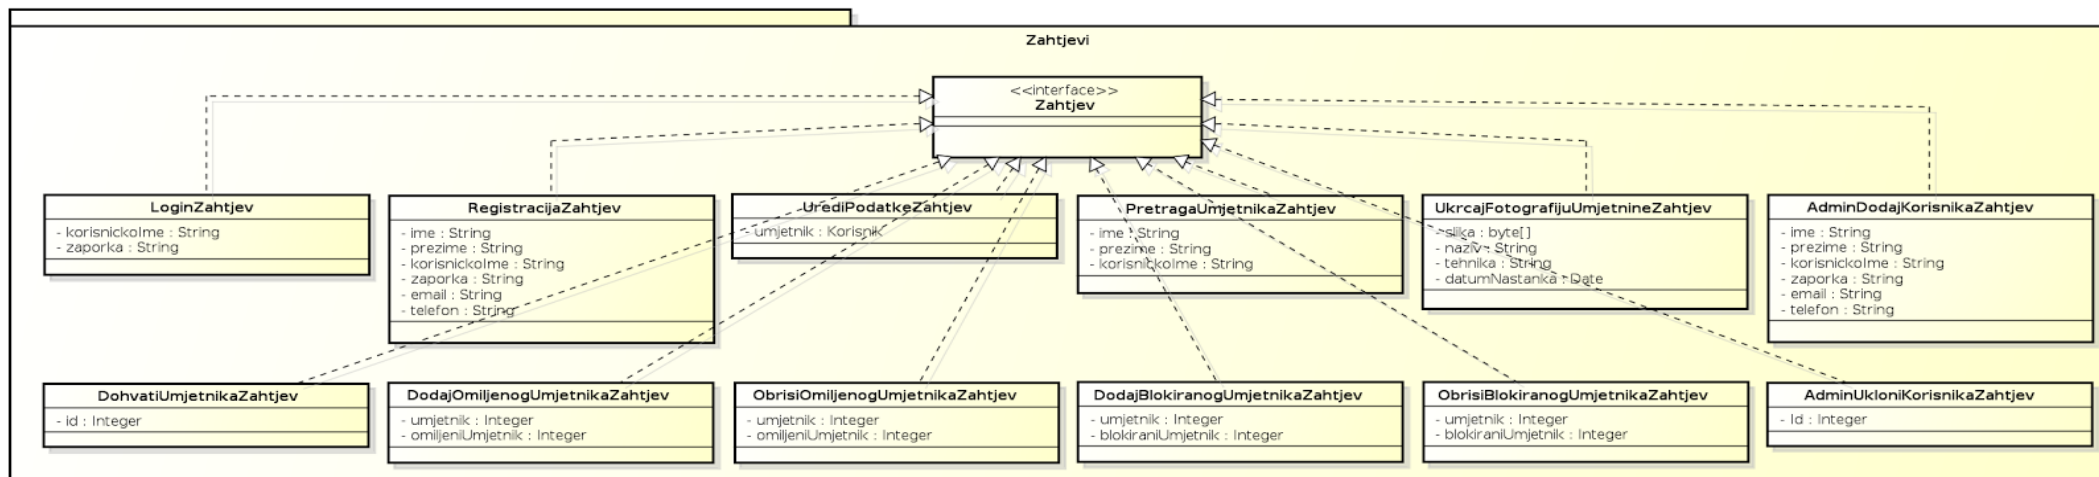 Zahtjevi
<<interface>>
Zahtjev
LoginZahtjev
- korisnickoIme : String
- zaporka : String
RegistracijaZahtjev
- ime : String
- prezime : String
- korisnickoIme : String
- zaporka : String
- email : String
- telefon : String
UrediPodatkeZahtjev
- umjetnik : Korisnik
PretragaUmjetnikaZahtjev
- ime : String
- prezime : String
- korisnickoIme : String
UkrcajFotografijuUmjetnineZahtjev
- slika : byte[]
- naziv : String
- tehnika : String
- datumNastanka : Date
AdminDodajKorisnikaZahtjev
- ime : String
- prezime : String
- korisnickoIme : String
- zaporka : String
- email : String
- telefon : String
DohvatiUmjetnikaZahtjev
- id : Integer
DodajOmiljenogUmjetnikaZahtjev
- umjetnik : Integer
- omiljeniUmjetnik : Integer
ObrisiOmiljenogUmjetnikaZahtjev
- umjetnik : Integer
- omiljeniUmjetnik : Integer
DodajBlokiranogUmjetnikaZahtjev
- umjetnik : Integer
- blokiraniUmjetnik : Integer
ObrisiBlokiranogUmjetnikaZahtjev
- umjetnik : Integer
- blokiraniUmjetnik : Integer
AdminUkloniKorisnikaZahtjev
- Id : Integer